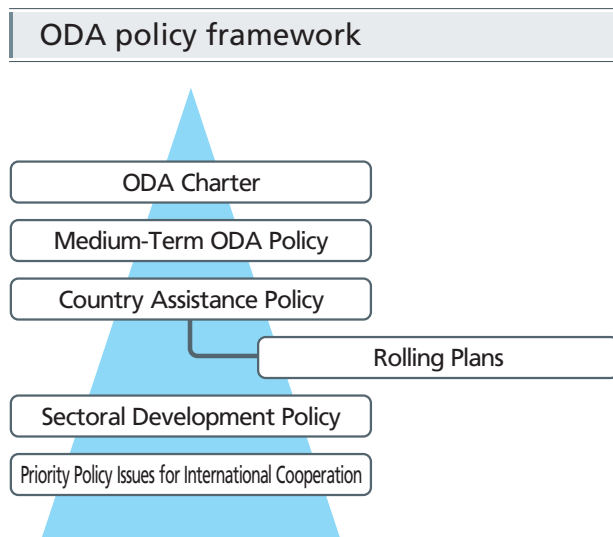 ODA policy framework
ODA Charter
Medium-Term ODA Policy
Country Assistance Policy
Rolling Plans
Sectoral Development Policy
Priority Policy Issues for International Cooperation